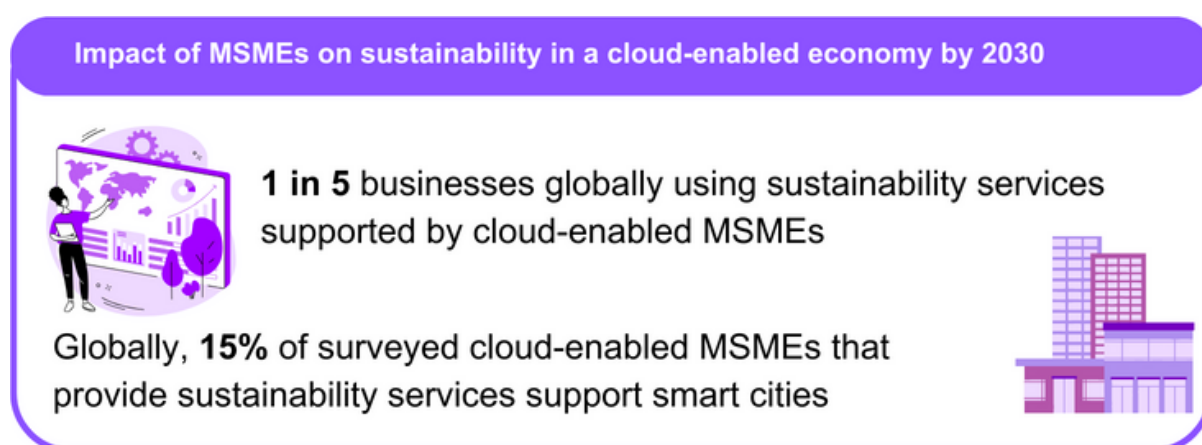 Impact of MSMEs on sustainability in a cloud-enabled economy by 2030
1 in 5 businesses globally using sustainability services
supported by cloud-enabled MSMEs
Globally, 15% of surveyed cloud-enabled MSMEs that
provide sustainability services support smart cities